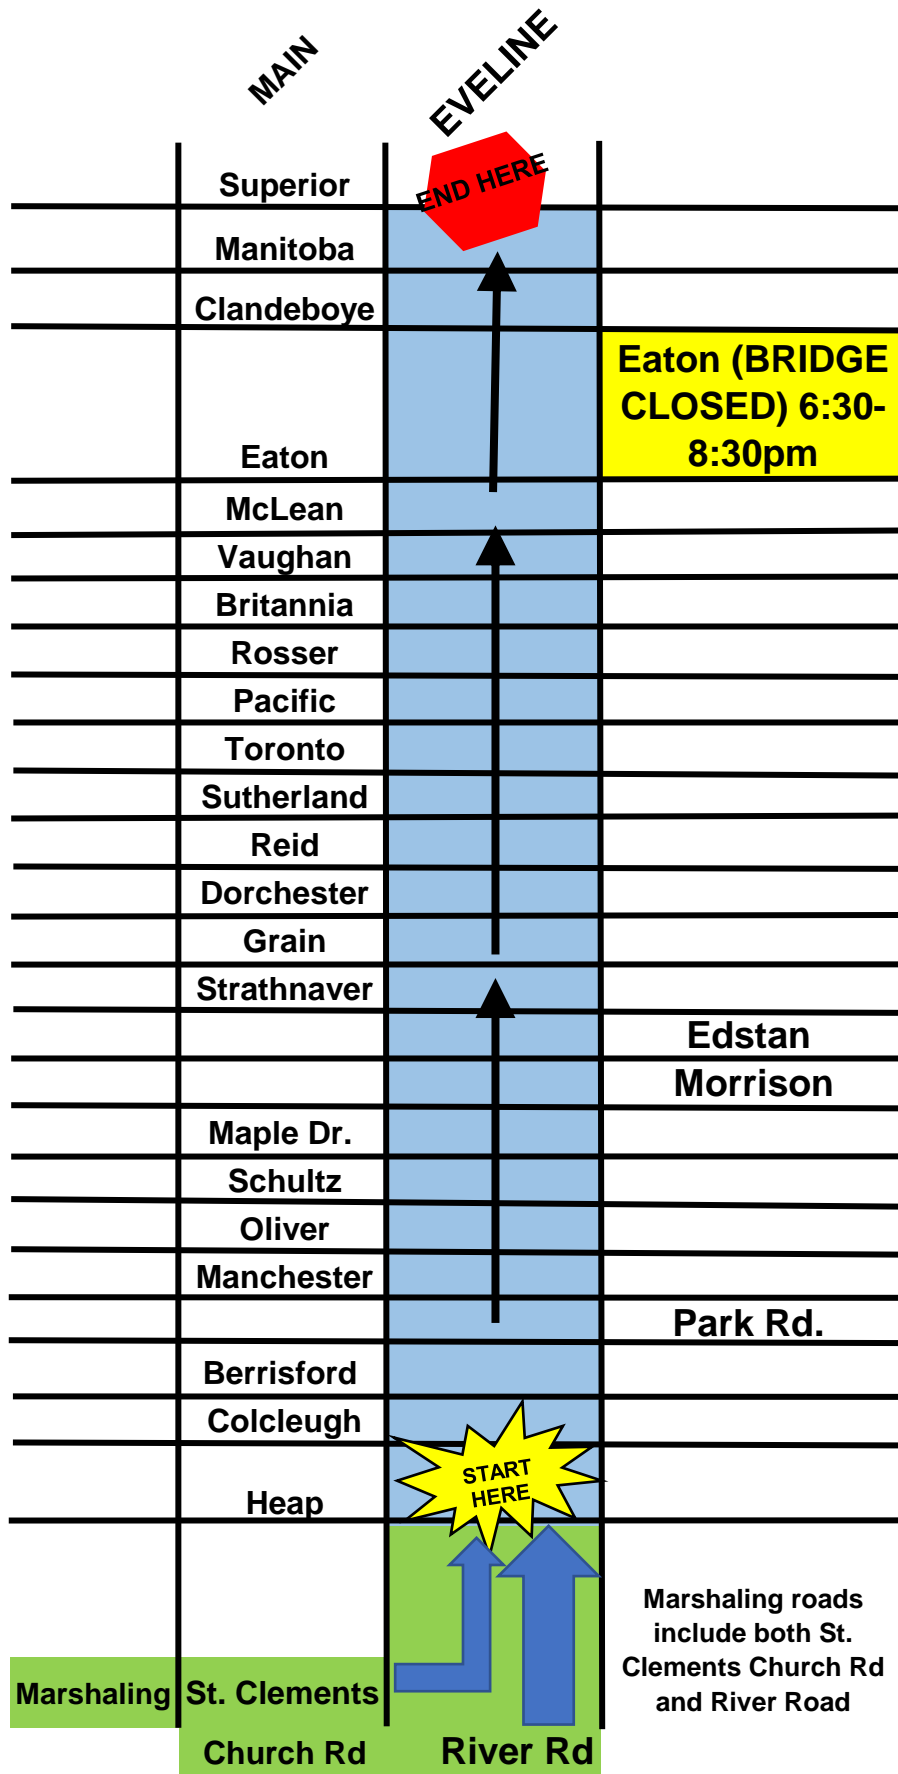 MAIN
EVELINE
END HERE
Superior
Manitoba
Clandeboye
Eaton (BRIDGE
CLOSED) 6:30-
8:30pm
Eaton
McLean
Vaughan
Britannia
Rosser
Pacific
Toronto
Sutherland
Reid
Dorchester
Grain
Strathnaver
Edstan
Morrison
Maple Dr.
Schultz
Oliver
Manchester
Park Rd.
Berrisford
Colcleugh
START
HERE
Heap
Marshaling roads
include both St.
Clements Church Rd
and River Road
Marshaling
St. Clements
Church Rd
River Rd